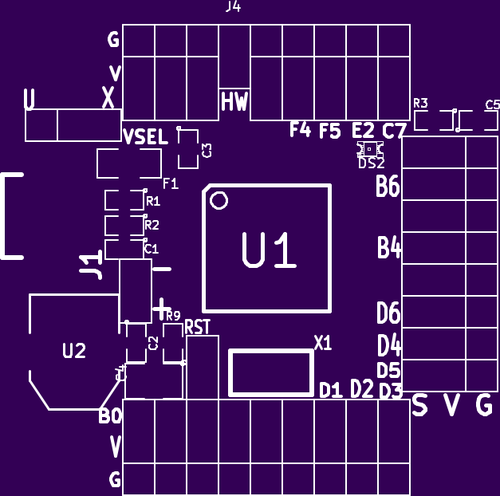 J4
G
V
U X HW
R3 C5
VSEL F4 F5 E2 C7
C3
DS2
F1
B6
R1
R2
U1
C1
B4
J1
-
+
R9
D6
RST
U2 C2 X1
D4
D5
D1 D2 D3
B0
S V G
V
G